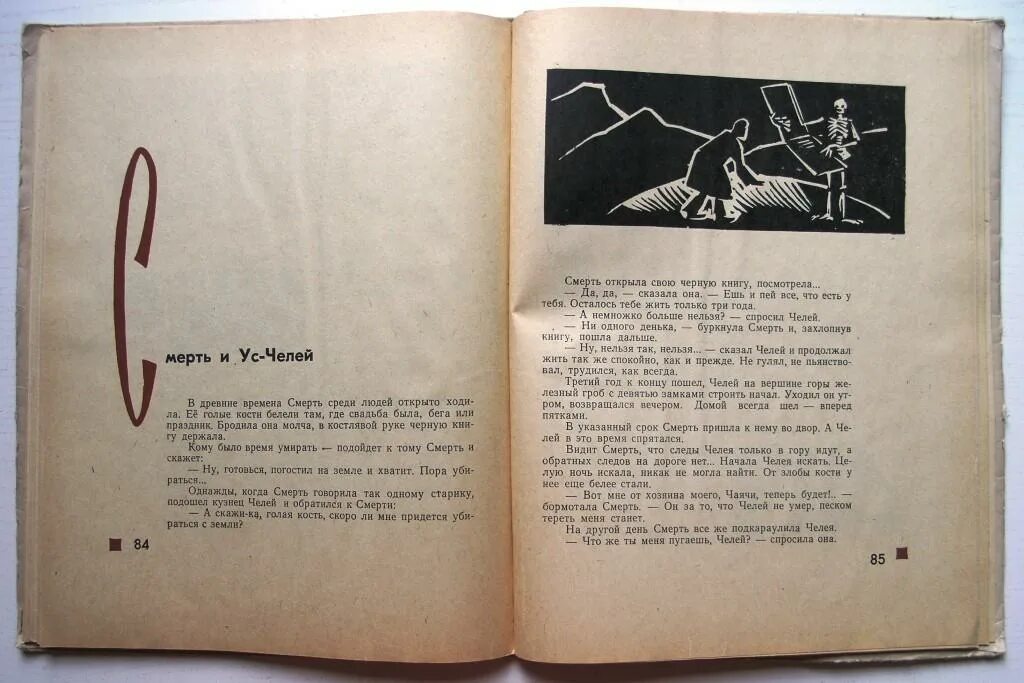 Смерть и Ус-Челей
В древние времена Смерть среди людей открыто ходи-
ла. Её голые кости белели там, где свадьба была, бега или
праздник. Бродила она молча, в костлявой руке черную кни-
гу держала.
Кому было время умирать — подойдет к тому Смерть и
скажет:
— Ну, готовься, погостил на земле и хватит. Пора уби-
раться...
Однажды, когда Смерть говорила так одному старику,
подошел кузнец Челей и обратился к Смерти:
— А скажи-ка, голая кость, скоро ли мне придется уби-
раться с земли?
84
Смерть открыла свою черную книгу, посмотрела...
— Да, да, — сказала она. — Ешь и пей все, что есть у
тебя. Осталось тебе жить только три года.
— А немножко больше нельзя? — спросил Челей.
— Ни одного денька, — буркнула Смерть и, захлопнув
книгу, пошла дальше.
— Ну, нельзя так, нельзя... — сказал Челей и продолжал
жить так же спокойно, как и прежде. Не гулял, не пьянство-
вал, трудился, как всегда.
Третий год к концу пошел, Челей на вершине горы же-
лезный гроб с девятью замками строить начал. Уходил он ут-
ром, возвращался вечером. Домой всегда шел — вперед
пятками.
В указанный срок Смерть пришла к нему во двор. А Че-
лей в это время спрятался.
Видит Смерть, что следы Челея только в гору идут, а
обратных следов на дороге нет... Начала Челея искать. Це-
лую ночь искала, никак не могла найти. От злобы кости у
нее еще белее стали.
— Вот мне от хозяина моего, Чаячи, теперь будет!.. —
бормотала Смерть. — Он за то, что Челей не умер, песком
тереть меня станет.
На другой день Смерть все же подкараулила Челея.
— Что же ты меня пугаешь, Челей? — спросила она.
85